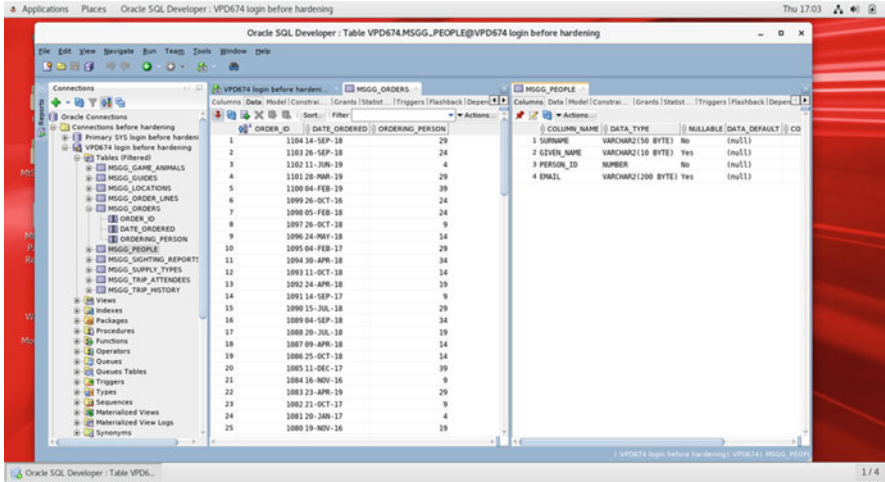 Applications Places Oracle SQL Developer : VPD674 login before hardening Thu 17:03
Oracle SQL Developer : Table VPD674.MSGG_PEOPLE@VPD674 login before hardening
File Edit View Navigate Run Team Tools Window Help
Connections
Reports
Oracle Connections
Connections before hardening
Primary SYS login before hardeni
VPD674 login before hardening
Tables (Filtered)
MSGG_GAME_ANIMALS
MSGG_GUIDES
MSGG_LOCATIONS
MSGG_ORDER_LINES
MSGG_ORDERS
ORDER_ID
DATE_ORDERED
ORDERING_PERSON
MSGG_PEOPLE
MSGG_SIGHTING_REPORTS
MSGG_SUPPLY_TYPES
MSGG_TRIP_ATTENDEES
MSGG_TRIP_HISTORY
Views
Indexes
Packages
Procedures
Functions
Operators
Queues
Queues Tables
Triggers
Types
Sequences
Materialized Views
Materialized View Logs
Synonyms
VPD674 login before hardeni... MSGG_ORDERS
Columns Data Model Constrai... Grants Statist... Triggers Flashback Depen
Sort.. Filter: Actions...
ORDER_ID DATE_ORDERED ORDERING_PERSON
1 1104 14-SEP-18 29
2 1103 26-SEP-18 24
3 1102 11-JUN-19 4
4 1101 28-MAR-19 29
5 1100 04-FEB-19 39
6 1099 26-OCT-16 24
7 1098 05-FEB-18 24
8 1097 26-OCT-18 9
9 1096 24-MAY-18 14
10 1095 04-FEB-17 29
11 1094 30-APR-18 34
12 1093 11-OCT-18 14
13 1092 24-APR-18 19
14 1091 14-SEP-17 9
15 1090 15-JUL-18 29
16 1089 04-SEP-18 34
17 1088 20-JUL-18 19
18 1087 09-APR-18 14
19 1086 25-OCT-18 14
20 1085 11-DEC-17 39
21 1084 16-NOV-16 9
22 1083 23-APR-19 29
23 1082 21-OCT-17 9
24 1081 20-JAN-17 4
25 1080 19-NOV-16 19
MSGG_PEOPLE
Columns Data Model Constrai... Grants Statist... Triggers Flashback Depen
Actions...
COLUMN_NAME DATA_TYPE NULLABLE DATA_DEFAULT CO
1 SURNAME VARCHAR2(50 BYTE) No (null)
2 GIVEN_NAME VARCHAR2(10 BYTE) Yes (null)
3 PERSON_ID NUMBER No (null)
4 EMAIL VARCHAR2(200 BYTE) Yes (null)
VPD674 login before hardening| VPD674| MSGG_PEOPL
Oracle SQL Developer : Table VPD6... 1 / 4